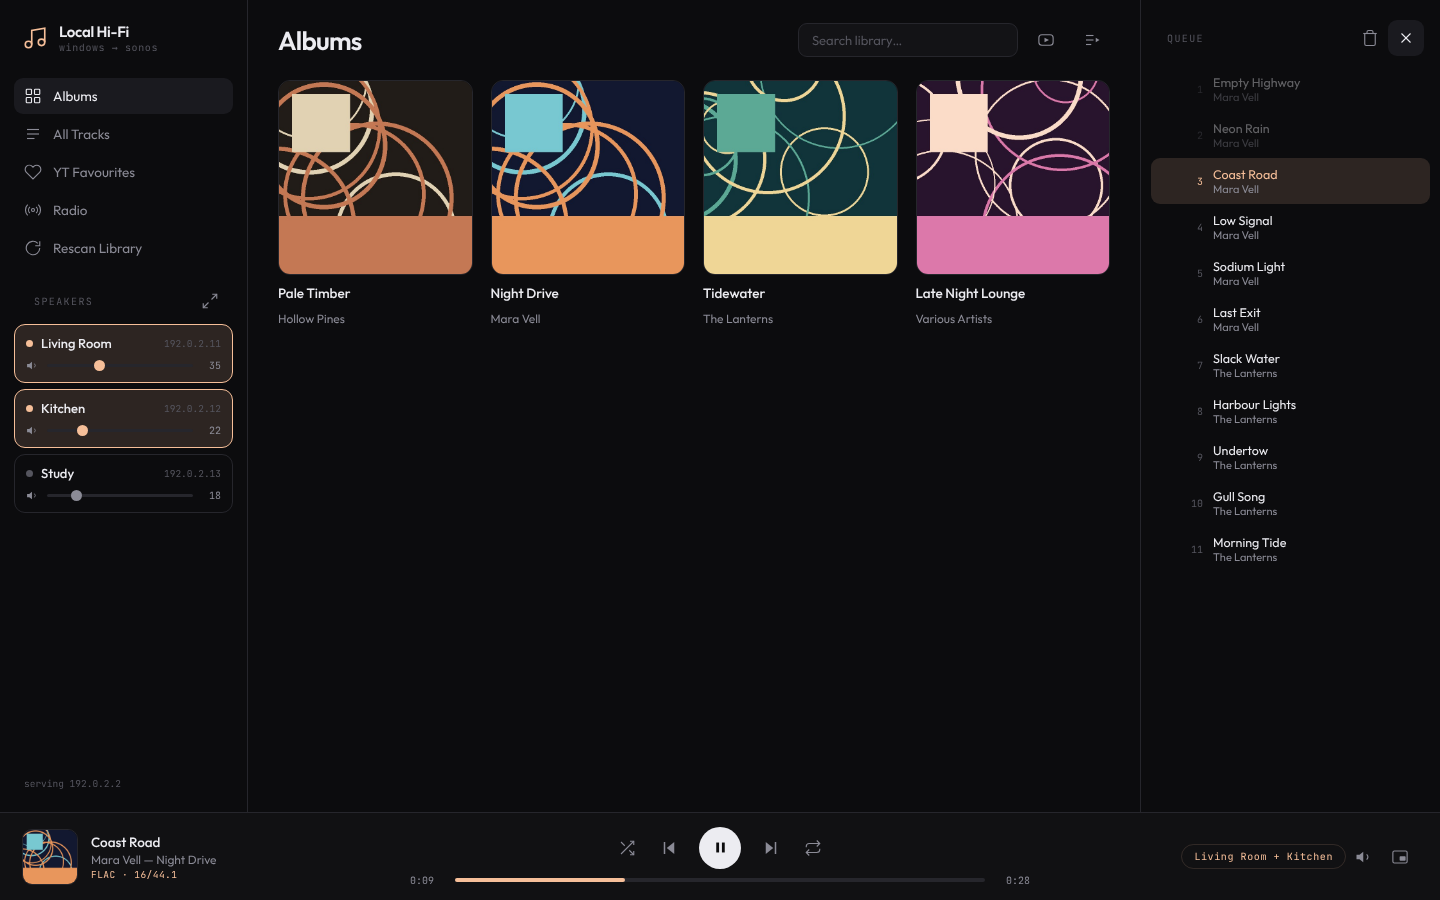 Local Hi-Fi
windows → sonos
Albums
All Tracks
YT Favourites
Radio
Rescan Library
SPEAKERS
Living Room 192.0.2.11
35
Kitchen 192.0.2.12
22
Study 192.0.2.13
18
serving 192.0.2.2
Albums
Search library...
Pale Timber
Hollow Pines
Night Drive
Mara Vell
Tidewater
The Lanterns
Late Night Lounge
Various Artists
QUEUE
1 Empty Highway
Mara Vell
2 Neon Rain
Mara Vell
3 Coast Road
Mara Vell
4 Low Signal
Mara Vell
5 Sodium Light
Mara Vell
6 Last Exit
Mara Vell
7 Slack Water
The Lanterns
8 Harbour Lights
The Lanterns
9 Undertow
The Lanterns
10 Gull Song
The Lanterns
11 Morning Tide
The Lanterns
Coast Road
Mara Vell — Night Drive
FLAC · 16/44.1
0:09
0:28
Living Room + Kitchen